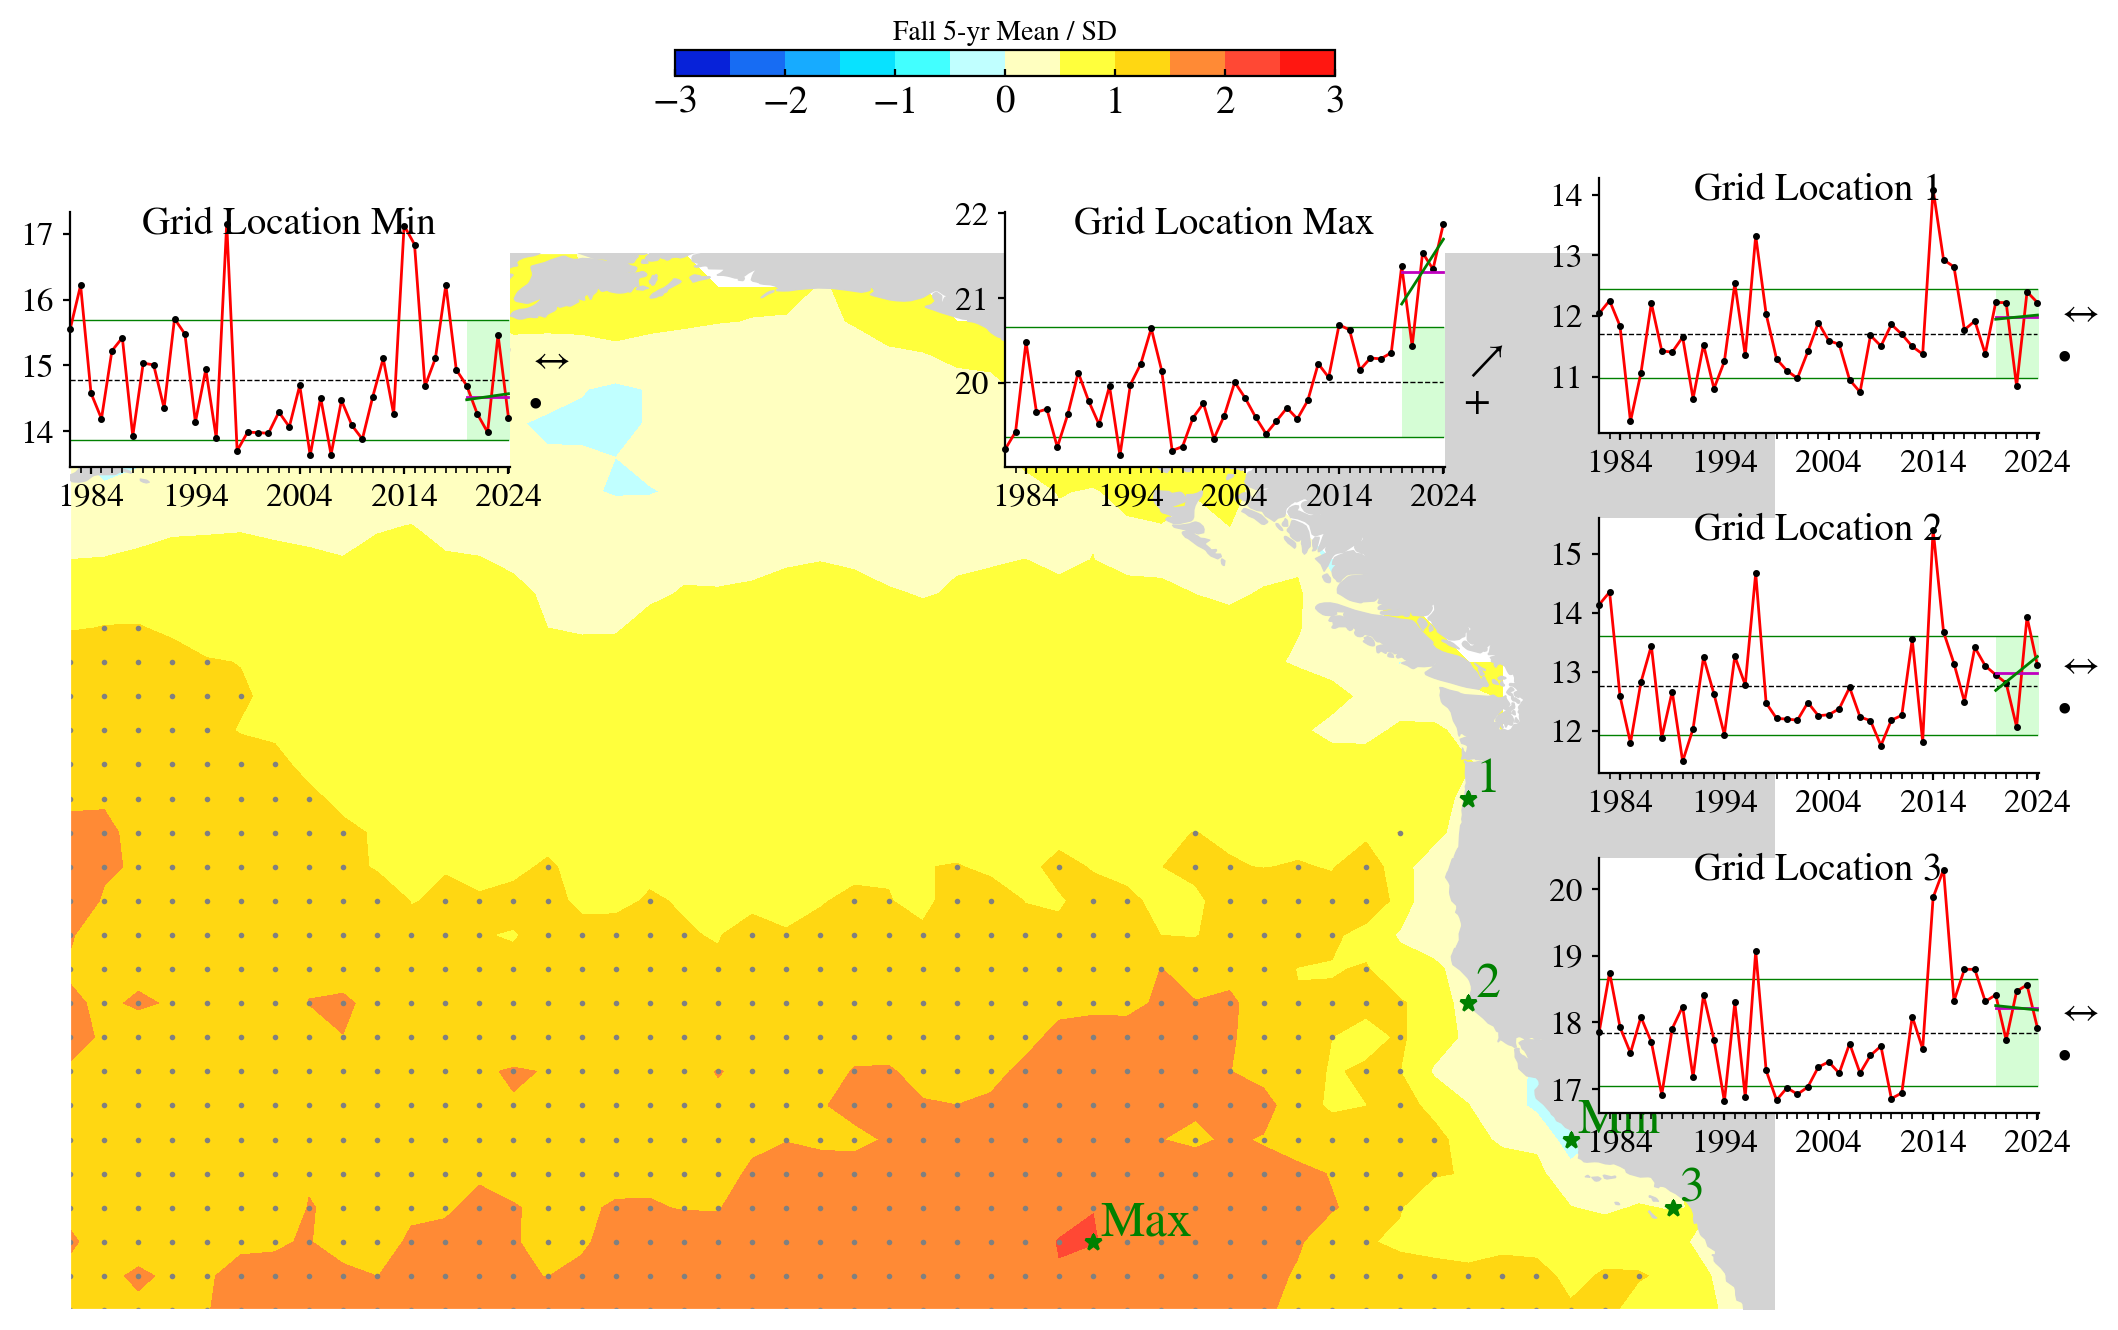 Fall 5-yr Mean / SD
−3 −2 −1 0 1 2 3
Grid Location Min
17
16
15
14
1984 1994 2004 2014 2024
↔
•
Grid Location Max
22
21
20
1984 1994 2004 2014 2024
↗
+
Grid Location 1
14
13
12
11
1984 1994 2004 2014 2024
↔
•
Grid Location 2
15
14
13
12
1984 1994 2004 2014 2024
↔
•
Grid Location 3
20
19
18
17
1984 1994 2004 2014 2024
↔
•
1
2
Min
3
Max